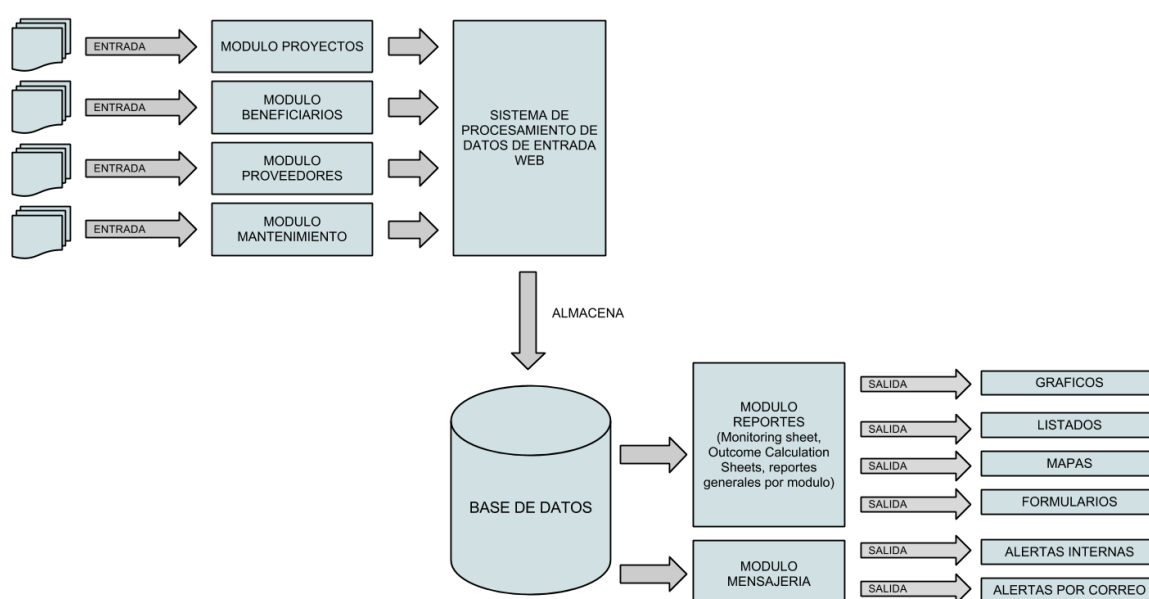 ENTRADA
MODULO PROYECTOS
ENTRADA
MODULO
BENEFICIARIOS
ENTRADA
MODULO
PROVEEDORES
ENTRADA
MODULO
MANTENIMIENTO
SISTEMA DE
PROCESAMIENTO DE
DATOS DE ENTRADA
WEB
ALMACENA
BASE DE DATOS
MODULO
REPORTES
(Monitoring sheet,
Outcome Calculation
Sheets, reportes
generales por modulo)
SALIDA
GRAFICOS
SALIDA
LISTADOS
SALIDA
MAPAS
SALIDA
FORMULARIOS
MODULO
MENSAJERIA
SALIDA
ALERTAS INTERNAS
SALIDA
ALERTAS POR CORREO